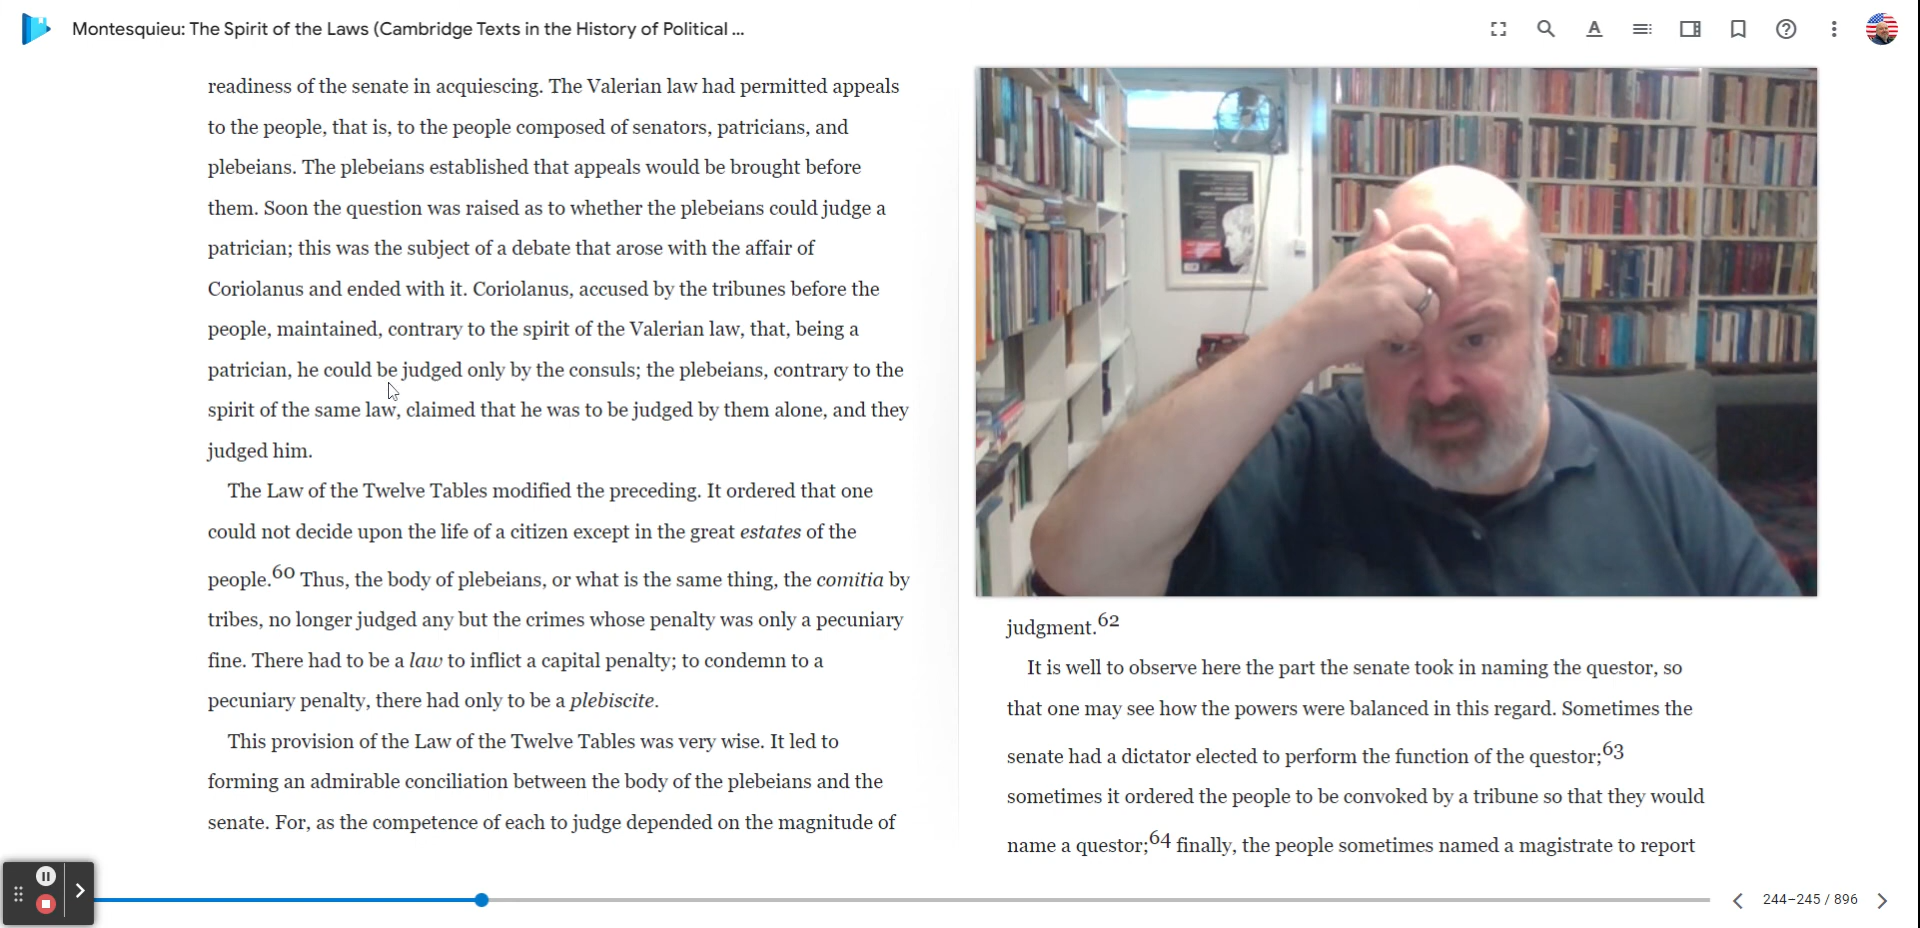 Montesquieu: The Spirit of the Laws (Cambridge Texts in the History of Political ...
readiness of the senate in acquiescing. The Valerian law had permitted appeals
to the people, that is, to the people composed of senators, patricians, and
plebeians. The plebeians established that appeals would be brought before
them. Soon the question was raised as to whether the plebeians could judge a
patrician; this was the subject of a debate that arose with the affair of
Coriolanus and ended with it. Coriolanus, accused by the tribunes before the
people, maintained, contrary to the spirit of the Valerian law, that, being a
patrician, he could be judged only by the consuls; the plebeians, contrary to the
spirit of the same law, claimed that he was to be judged by them alone, and they
judged him.
The Law of the Twelve Tables modified the preceding. It ordered that one
could not decide upon the life of a citizen except in the great estates of the
people.60 Thus, the body of plebeians, or what is the same thing, the comitia by
tribes, no longer judged any but the crimes whose penalty was only a pecuniary
fine. There had to be a law to inflict a capital penalty; to condemn to a
pecuniary penalty, there had only to be a plebiscite.
This provision of the Law of the Twelve Tables was very wise. It led to
forming an admirable conciliation between the body of the plebeians and the
senate. For, as the competence of each to judge depended on the magnitude of
judgment.62
It is well to observe here the part the senate took in naming the questor, so
that one may see how the powers were balanced in this regard. Sometimes the
senate had a dictator elected to perform the function of the questor;63
sometimes it ordered the people to be convoked by a tribune so that they would
name a questor;64 finally, the people sometimes named a magistrate to report
244–245 / 896